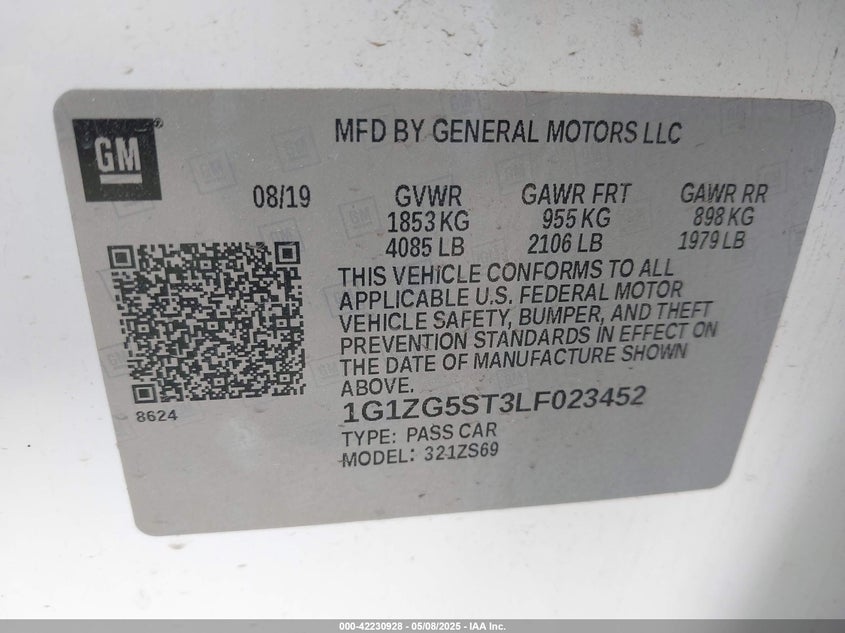 GM
MFD BY GENERAL MOTORS LLC
08/19 GVWR GAWR FRT GAWR RR
1853 KG 955 KG 898 KG
4085 LB 2106 LB 1979 LB
THIS VEHICLE CONFORMS TO ALL
APPLICABLE U.S. FEDERAL MOTOR
VEHICLE SAFETY, BUMPER, AND THEFT
PREVENTION STANDARDS IN EFFECT ON
THE DATE OF MANUFACTURE SHOWN
ABOVE.
8624
1G1ZG5ST3LF023452
TYPE: PASS CAR
MODEL: 321ZS69
000-42230928 - 05/08/2025 - IAA Inc.